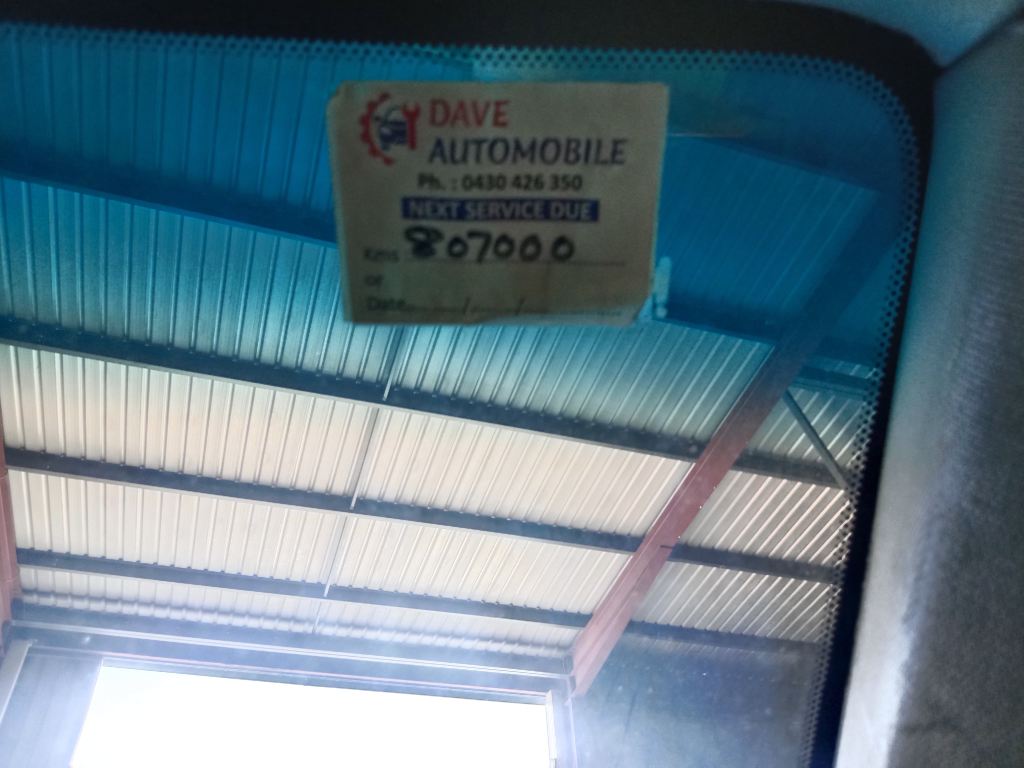 DAVE
AUTOMOBILE
Ph. : 0430 426 350
NEXT SERVICE DUE
Kms 807000
or
Date / /